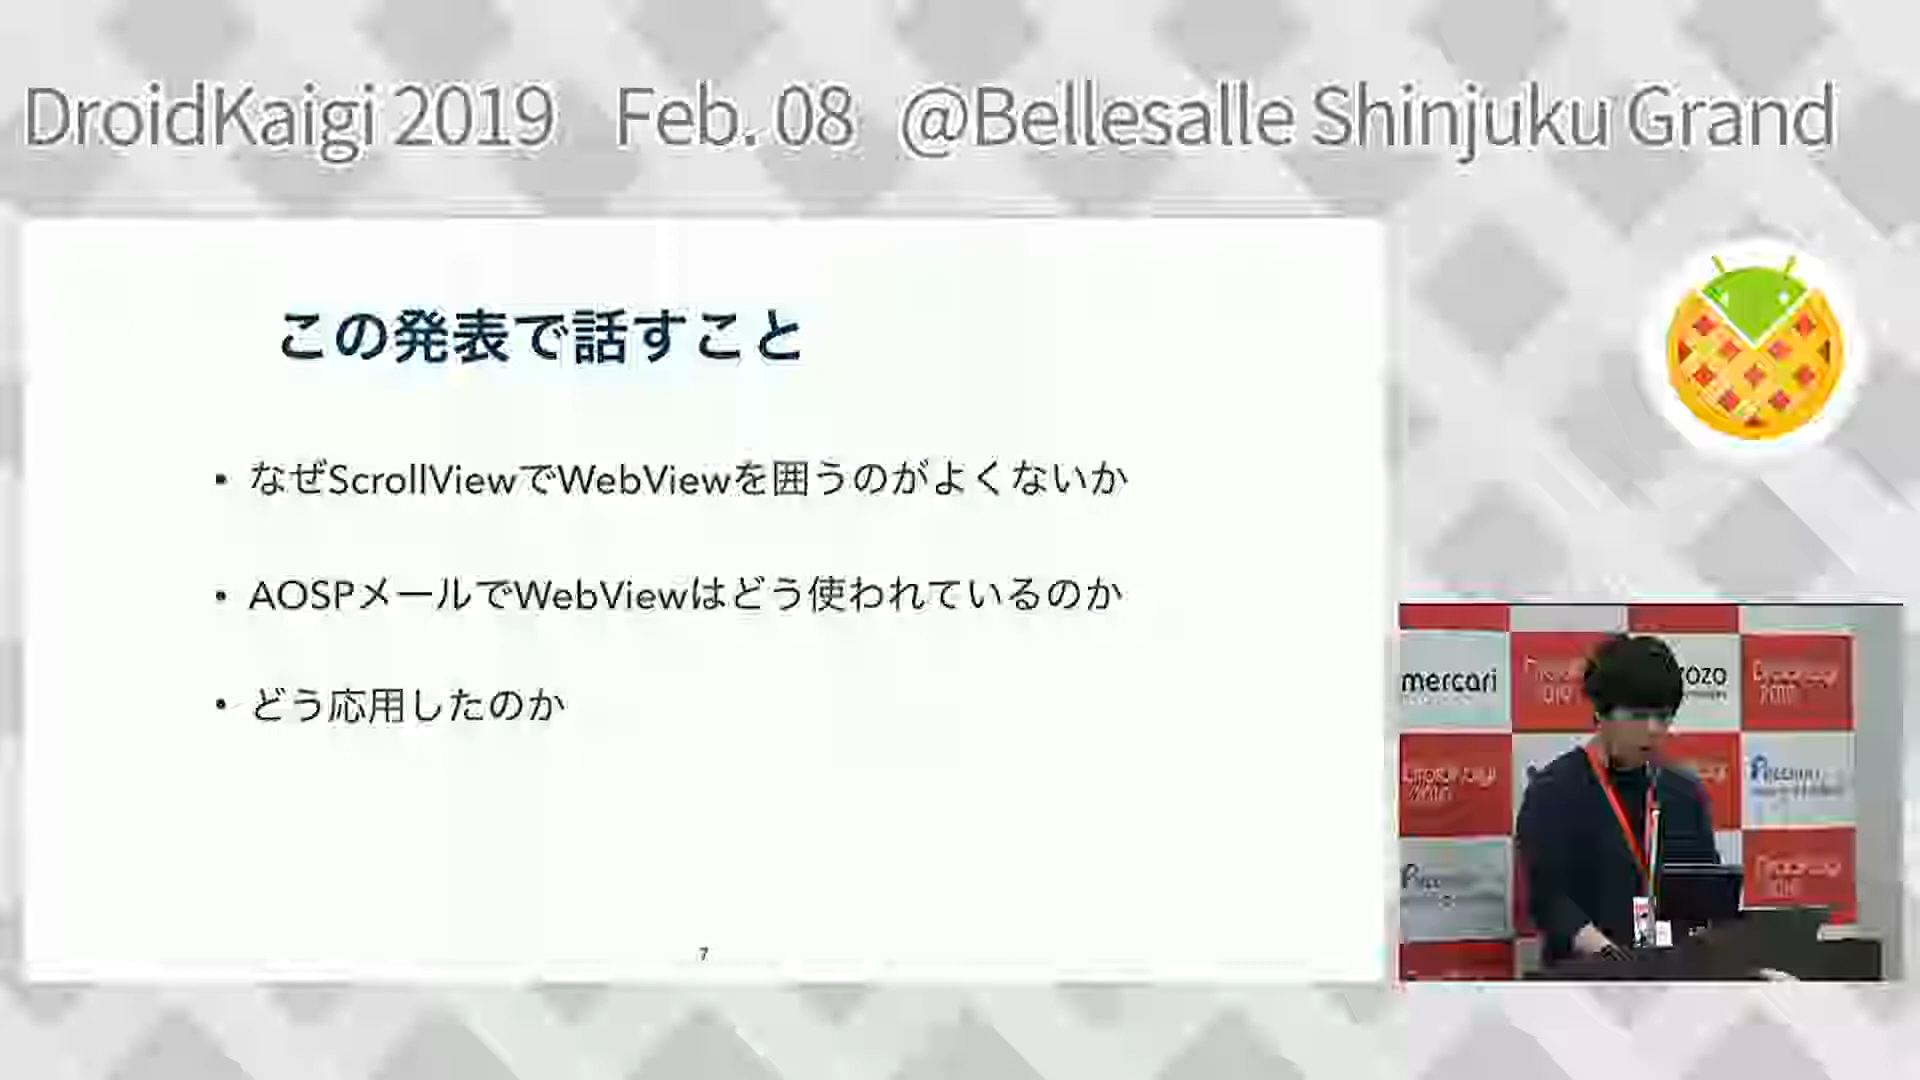 DroidKaigi 2019 Feb. 08 @Bellesalle Shinjuku Grand
この発表で話すこと
• なぜScrollViewでWebViewを囲うのがよくないか
• AOSPメールでWebViewはどう使われているのか
• どう応用したのか
7
mercari